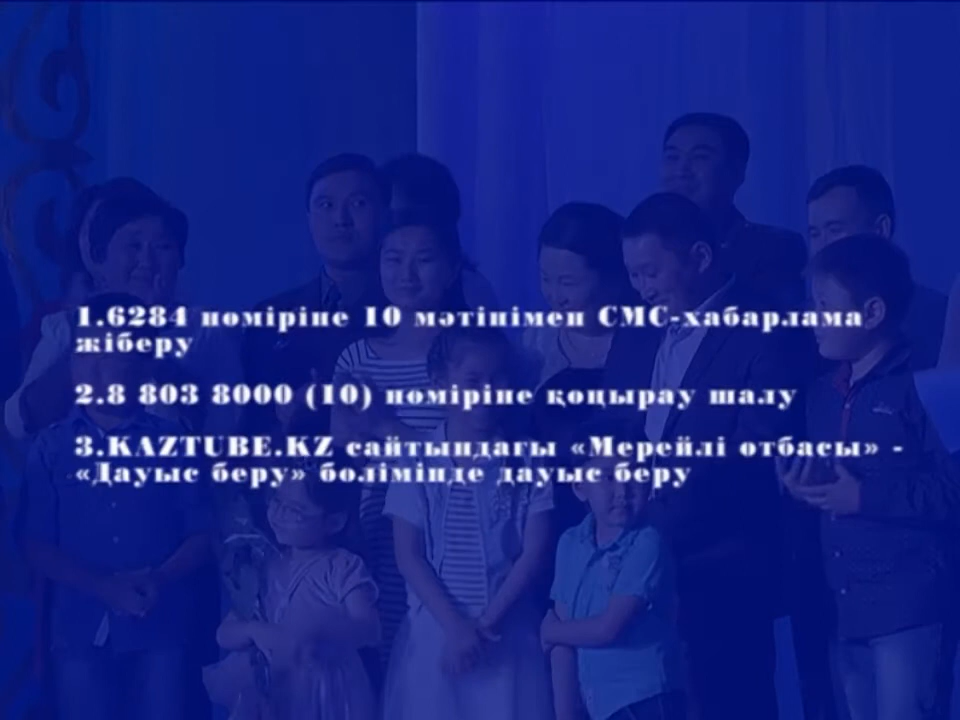 1.6284 нөміріне 10 мәтінімен СМС-хабарлама
жіберу
2.8 803 8000 (10) нөміріне қоңырау шалу
3.KAZTUBE.KZ сайтындағы «Мерейлі отбасы» -
«Дауыс беру» бөлімінде дауыс беру